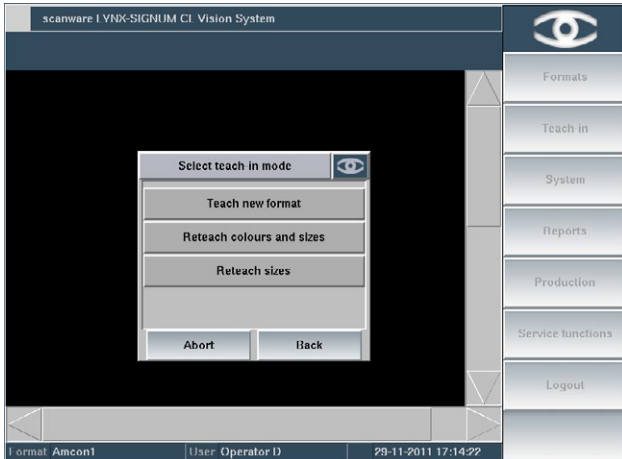 scanware LYNX-SIGNUM CL Vision System
Formats
Teach-in
System
Reports
Production
Service functions
Logout
Select teach-in mode
Teach new format
Reteach colours and sizes
Reteach sizes
Abort
Back
Format Amcon1 User Operator D 29-11-2011 17:14:22